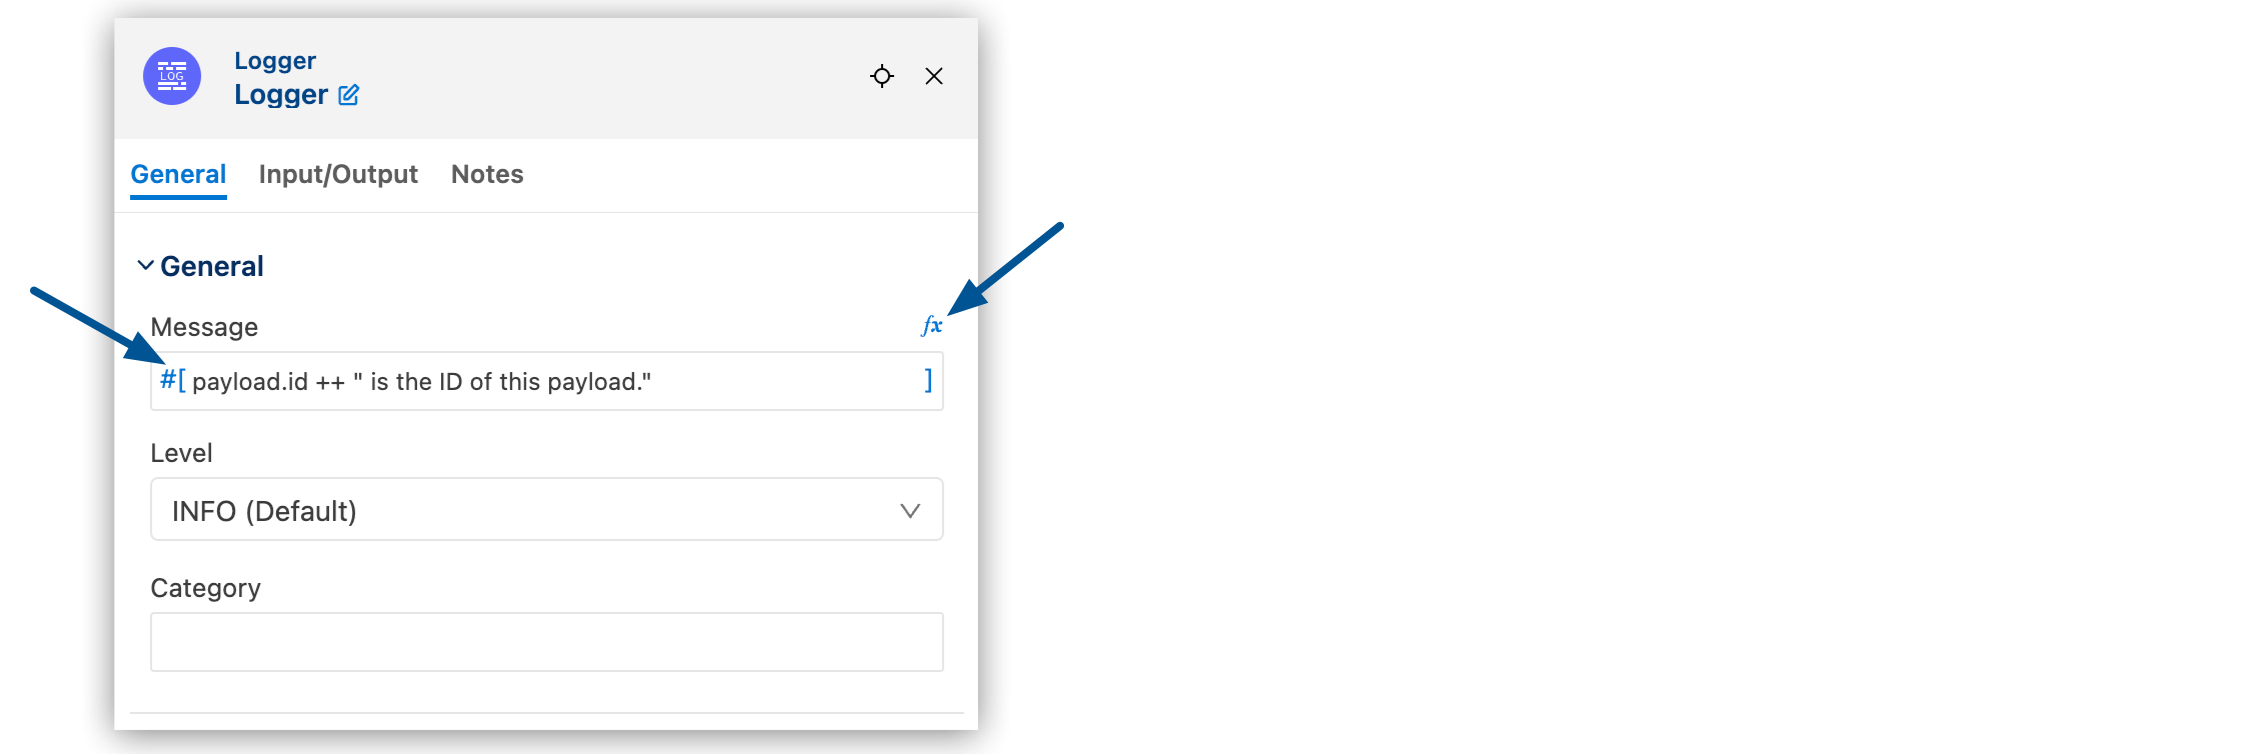 LOG
Logger
Logger
General Input/Output Notes
General
Message fx
#[ payload.id ++ " is the ID of this payload." ]
Level
INFO (Default)
Category